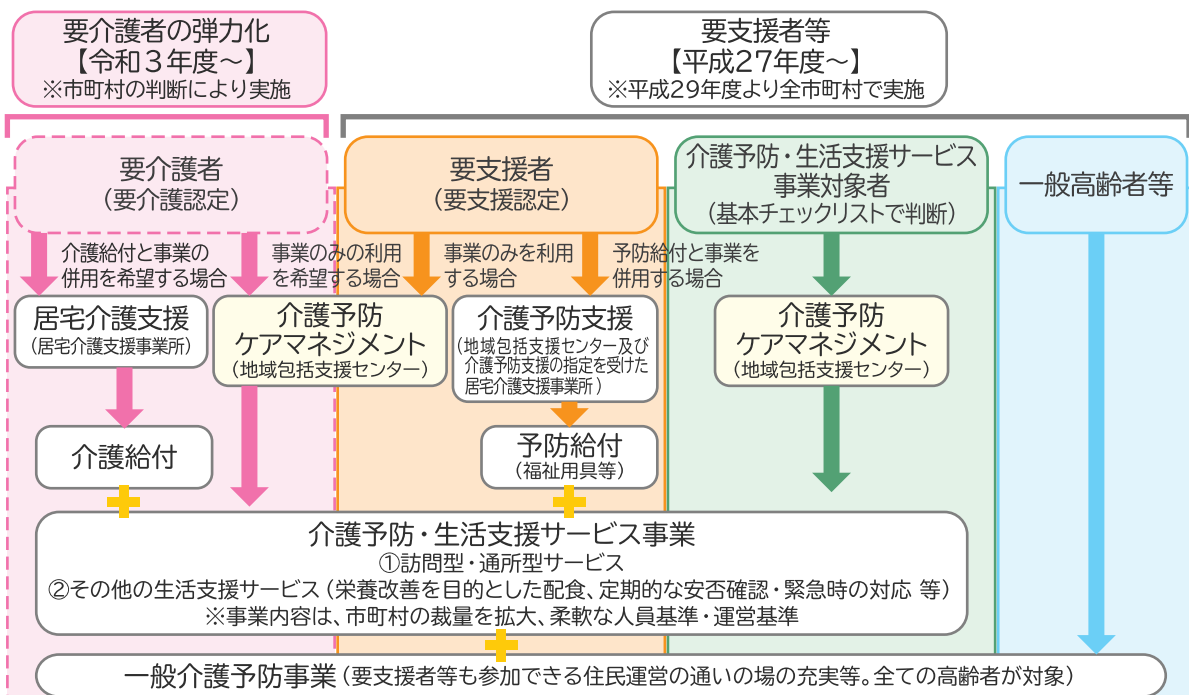 要介護者の弾力化
【令和3年度～】
※市町村の判断により実施
要支援者等
【平成27年度～】
※平成29年度より全市町村で実施
要介護者
（要介護認定）
要支援者
（要支援認定）
介護予防・生活支援サービス
事業対象者
（基本チェックリストで判断）
一般高齢者等
介護給付と事業の
併用を希望する場合
事業のみの利用
を希望する場合
事業のみを利用
する場合
予防給付と事業を
併用する場合
居宅介護支援
（居宅介護支援事業所）
介護予防
ケアマネジメント
（地域包括支援センター）
介護予防支援
（地域包括支援センター及び
介護予防支援の指定を受けた
居宅介護支援事業所）
介護予防
ケアマネジメント
（地域包括支援センター）
介護給付
予防給付
（福祉用具等）
介護予防・生活支援サービス事業
①訪問型・通所型サービス
②その他の生活支援サービス（栄養改善を目的とした配食、定期的な安否確認・緊急時の対応 等）
※事業内容は、市町村の裁量を拡大、柔軟な人員基準・運営基準
一般介護予防事業（要支援者等も参加できる住民運営の通いの場の充実等。全ての高齢者が対象）